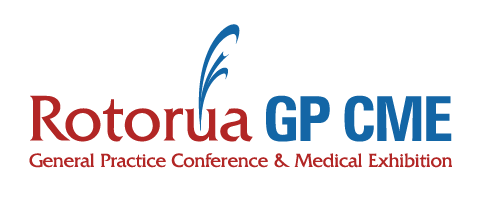 Rotorua GP CME
General Practice Conference & Medical Exhibition